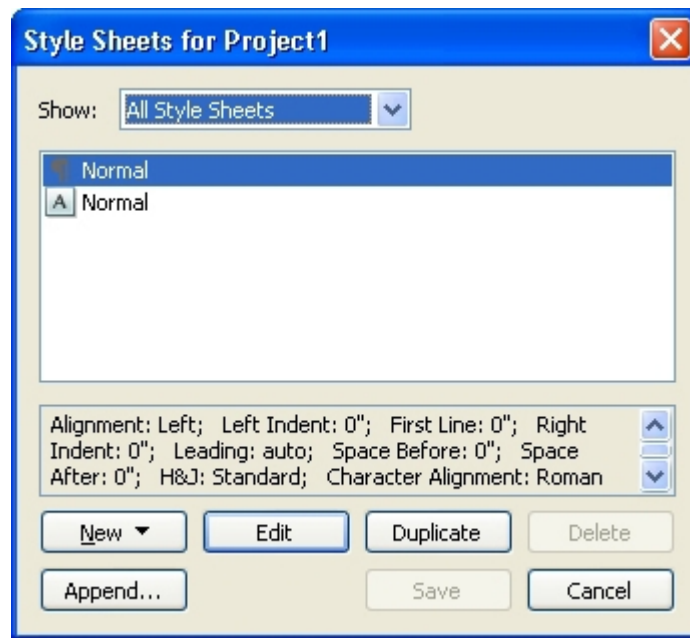 Style Sheets for Project1
Show: All Style Sheets
¶ Normal
A Normal
Alignment: Left; Left Indent: 0"; First Line: 0"; Right
Indent: 0"; Leading: auto; Space Before: 0"; Space
After: 0"; H&J: Standard; Character Alignment: Roman
New Edit Duplicate Delete
Append... Save Cancel